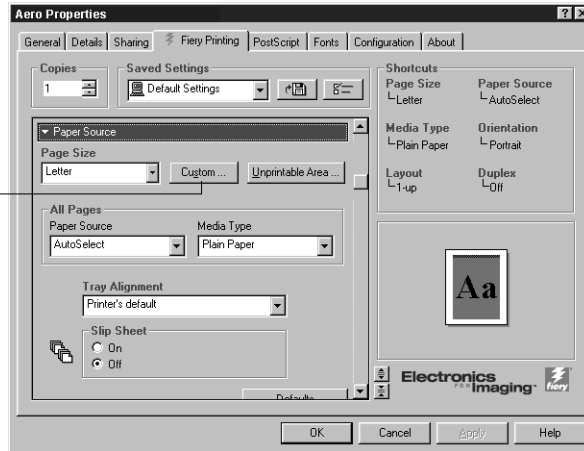 Aero Properties
General Details Sharing Fiery Printing PostScript Fonts Configuration About
Copies
1
Saved Settings
Default Settings
Paper Source
Page Size
Letter
Custom ...
Unprintable Area ...
All Pages
Paper Source
AutoSelect
Media Type
Plain Paper
Tray Alignment
Printer's default
Slip Sheet
On
Off
Defaults
Shortcuts
Page Size
Letter
Paper Source
AutoSelect
Media Type
Plain Paper
Orientation
Portrait
Layout
1-up
Duplex
Off
Aa
Electronics
FOR Imaging
fiery
OK Cancel Apply Help